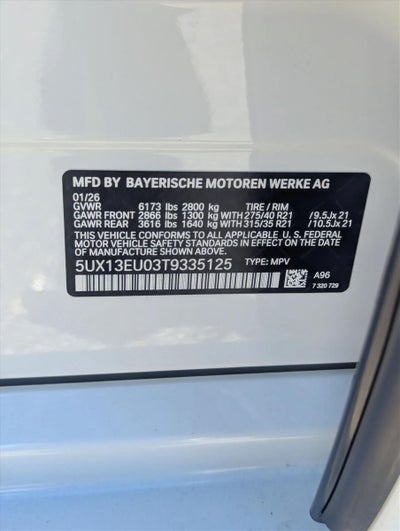 MFD BY BAYERISCHE MOTOREN WERKE AG
01/26
GVWR 6173 lbs 2800 kg TIRE / RIM
GAWR FRONT 2866 lbs 1300 kg WITH 275/40 R21 / 9.5Jx 21
GAWR REAR 3616 lbs 1640 kg WITH 315/35 R21 / 10.5Jx 21
THIS VEHICLE CONFORMS TO ALL APPLICABLE U. S. FEDERAL
MOTOR VEHICLE SAFETY STANDARDS IN EFFECT ON THE
DATE OF MANUFACTURE SHOWN ABOVE.
5UX13EU03T9335125 TYPE: MPV
A96
7 320 729